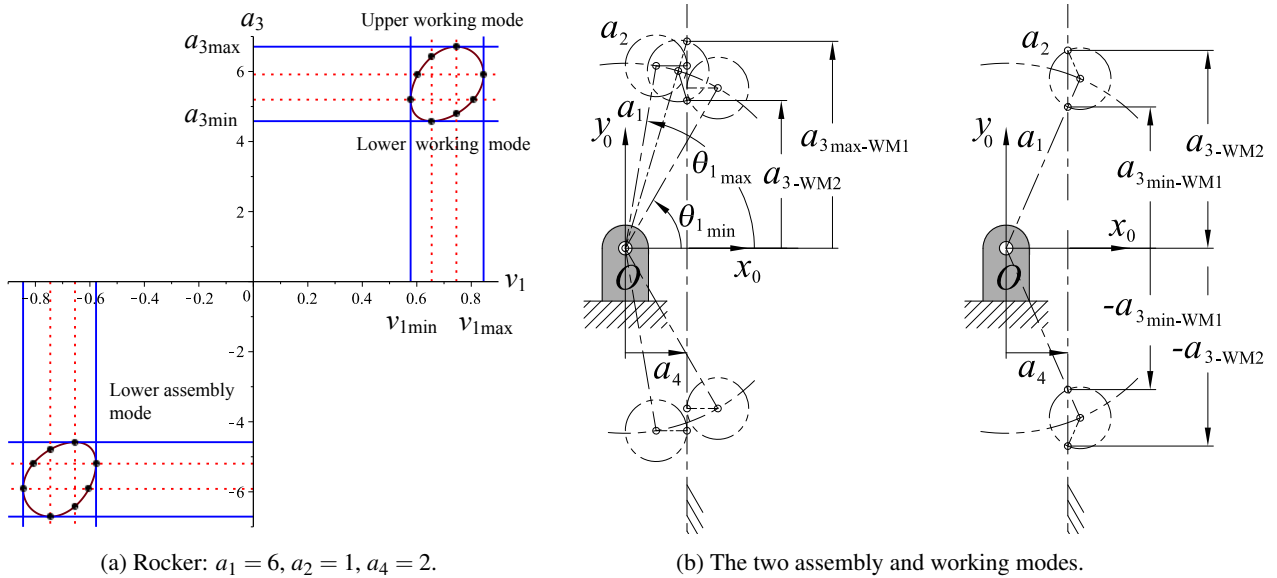 a₃
Upper working mode
a₃max
6
a₃min
Lower working mode
4
2
-0.8
-0.6
-0.4
-0.2
0
0.2
0.4
0.6
0.8
v₁
v₁min
v₁max
-2
Lower assembly
mode
-4
-6
(a) Rocker: a₁ = 6, a₂ = 1, a₄ = 2.
a₂
a₁
y₀
θ₁max
θ₁min
a₃max-WM1
a₃-WM2
O
x₀
a₄
a₂
a₁
y₀
a₃-WM2
a₃min-WM1
x₀
O
-a₃min-WM1
-a₃-WM2
a₄
(b) The two assembly and working modes.